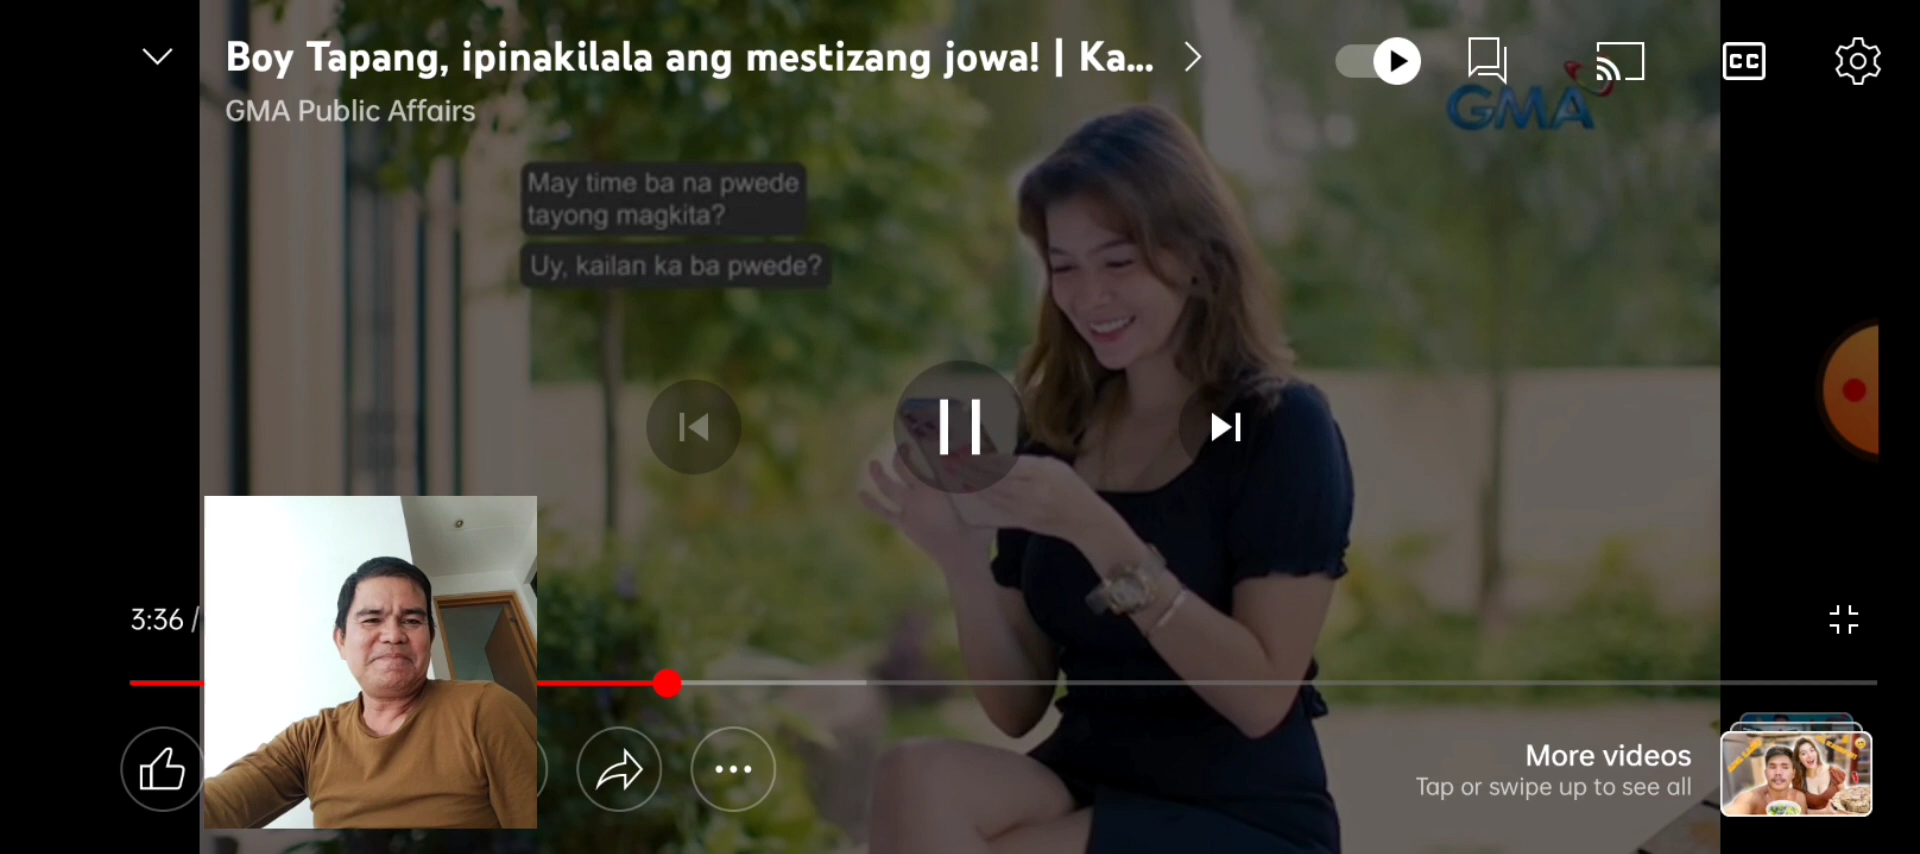 Boy Tapang, ipinakilala ang mestizang jowa! | Ka...
GMA Public Affairs
CC
GMA
May time ba na pwede
tayong magkita?
Uy, kailan ka ba pwede?
3:36 /
More videos
Tap or swipe up to see all